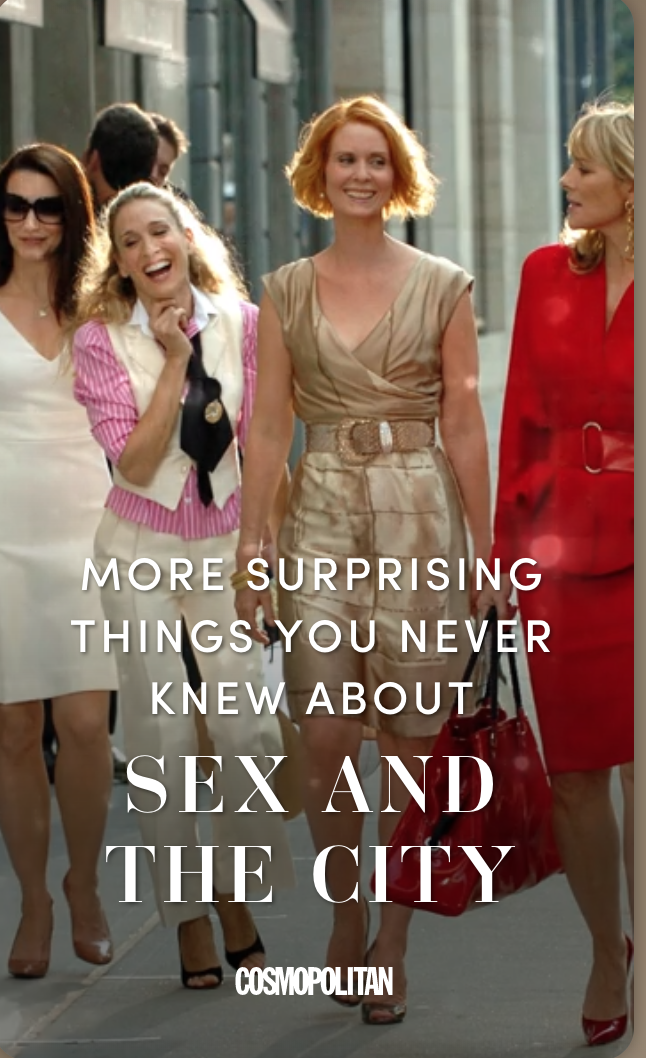 MORE SURPRISING
THINGS YOU NEVER
KNEW ABOUT
SEX AND
THE CITY
COSMOPOLITAN